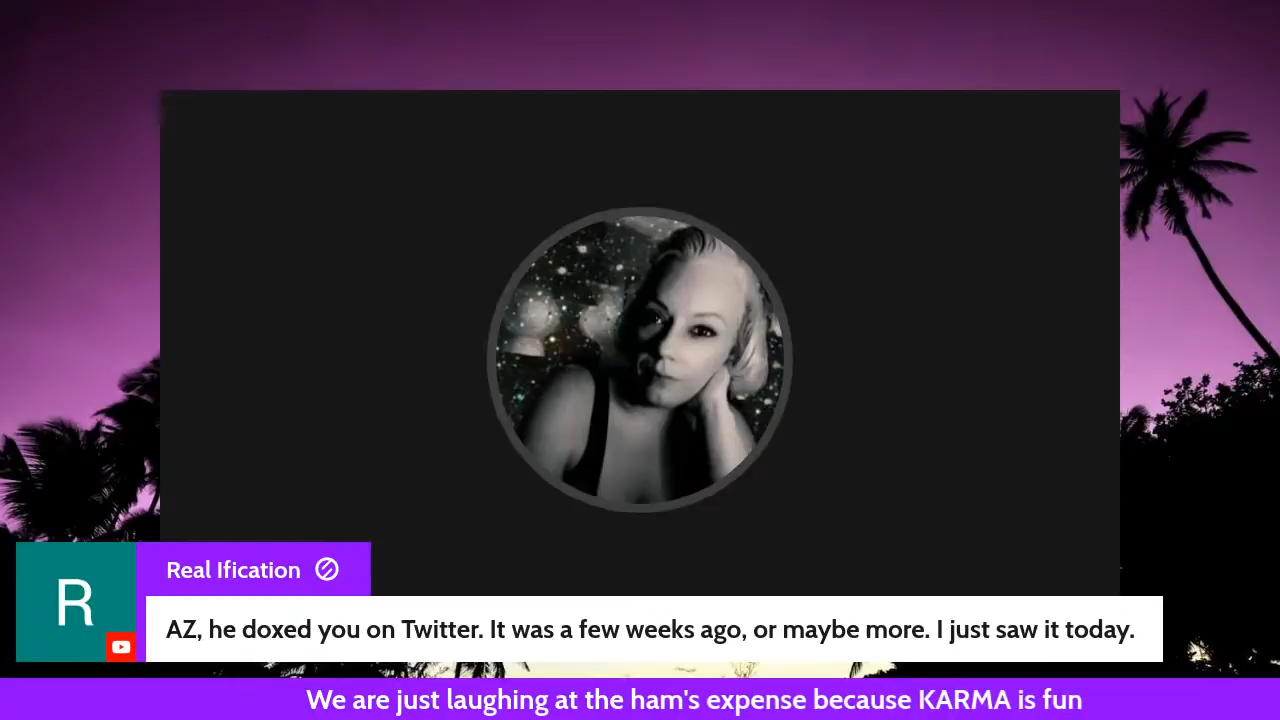 R
Real Ification
AZ, he doxed you on Twitter. It was a few weeks ago, or maybe more. I just saw it today.
We are just laughing at the ham's expense because KARMA is fun